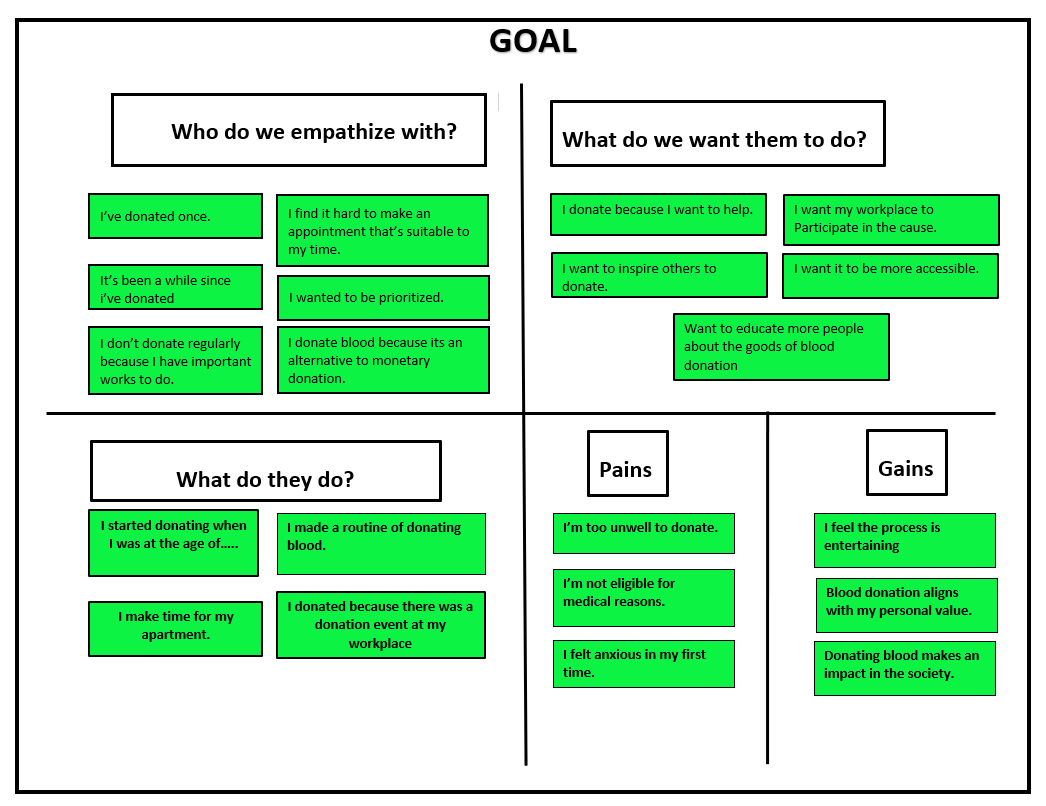 GOAL
Who do we empathize with?
I've donated once.
I find it hard to make an
appointment that's suitable to
my time.
It's been a while since
i've donated
I wanted to be prioritized.
I don't donate regularly
because I have important
works to do.
I donate blood because its an
alternative to monetary
donation.
What do we want them to do?
I donate because I want to help.
I want my workplace to
Participate in the cause.
I want to inspire others to
donate.
I want it to be more accessible.
Want to educate more people
about the goods of blood
donation
What do they do?
I started donating when
I was at the age of…..
I made a routine of donating
blood.
I make time for my
apartment.
I donated because there was a
donation event at my
workplace
Pains
I'm too unwell to donate.
I'm not eligible for
medical reasons.
I felt anxious in my first
time.
Gains
I feel the process is
entertaining
Blood donation aligns
with my personal value.
Donating blood makes an
impact in the society.